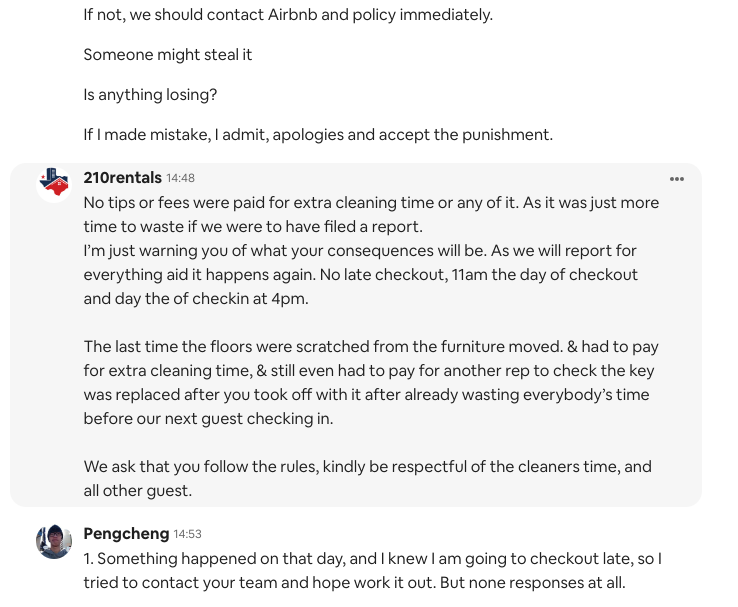 If not, we should contact Airbnb and policy immediately.
Someone might steal it
Is anything losing?
If I made mistake, I admit, apologies and accept the punishment.
210rentals 14:48
No tips or fees were paid for extra cleaning time or any of it. As it was just more
time to waste if we were to have filed a report.
I'm just warning you of what your consequences will be. As we will report for
everything aid it happens again. No late checkout, 11am the day of checkout
and day the of checkin at 4pm.
The last time the floors were scratched from the furniture moved. & had to pay
for extra cleaning time, & still even had to pay for another rep to check the key
was replaced after you took off with it after already wasting everybody's time
before our next guest checking in.
We ask that you follow the rules, kindly be respectful of the cleaners time, and
all other guest.
Pengcheng 14:53
1. Something happened on that day, and I knew I am going to checkout late, so I
tried to contact your team and hope work it out. But none responses at all.